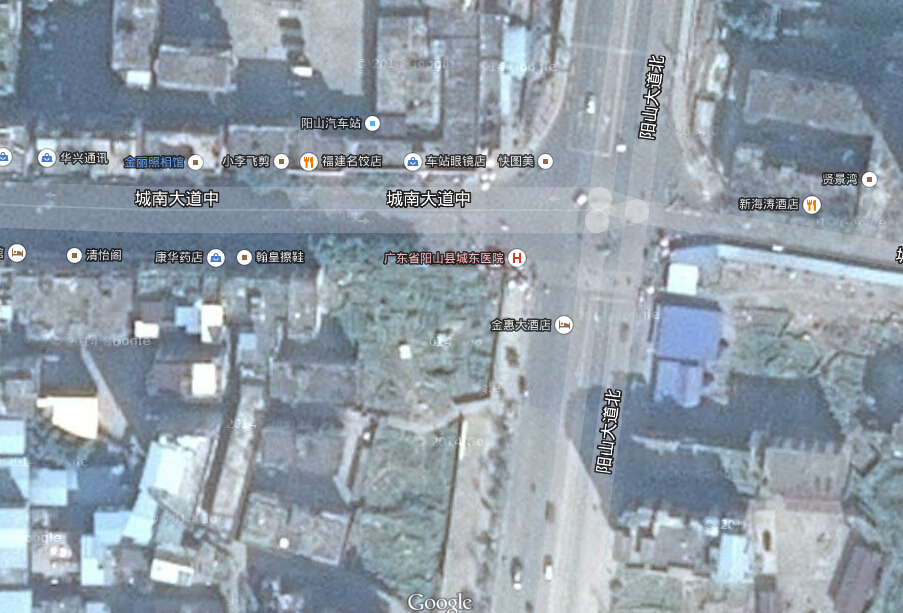 阳山大道北
阳山汽车站
华兴通讯
金丽照相馆
小李飞剪
福建名饺店
车站眼镜店
快图美
贤景湾
城南大道中
城南大道中
新海涛酒店
清怡阁
康华药店
翰皇擦鞋
广东省阳山县城东医院
金惠大酒店
阳山大道北
Google